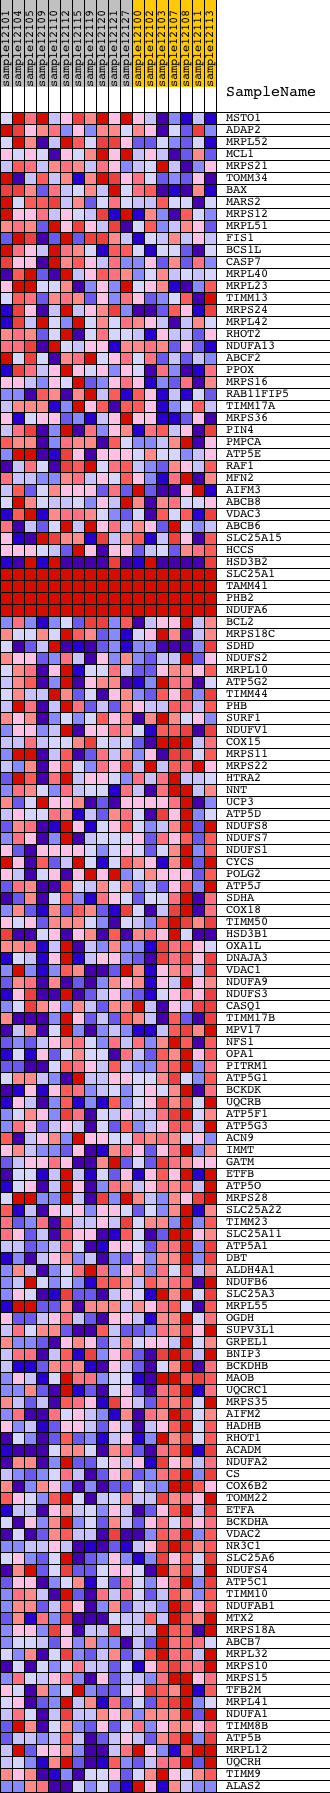 sample12101
sample12104
sample12105
sample12110
sample12112
sample12115
sample12119
sample12120
sample12127
sample12100
sample12102
sample12103
sample12107
sample12108
sample12111
SampleName
MSTO1
ADAP2
MRPL52
MCL1
MRPS21
TOMM34
BAX
MARS2
MRPS12
MRPL51
FIS1
BCS1L
CASP7
MRPL40
MRPL23
TIMM13
MRPS24
MRPL42
RHOT2
NDUFA13
ABCF2
PPOX
MRPS16
RAB11FIP5
TIMM17A
MRPS36
PIN4
PMPCA
ATP5E
RAF1
MFN2
AIFM3
ABCB8
VDAC3
ABCB6
SLC25A15
HCCS
HSD3B2
SLC25A1
TAMM41
PHB2
NDUFA6
BCL2
MRPS18C
SDHD
NDUFS2
MRPL10
ATP5G2
TIMM44
PHB
SURF1
NDUFV1
COX15
MRPS11
MRPS22
HTRA2
NNT
UCP3
ATP5D
NDUFS8
NDUFS7
NDUFS1
CYCS
POLG2
ATP5J
SDHA
COX18
TIMM50
HSD3B1
OXA1L
DNAJA3
VDAC1
NDUFA9
NDUFS3
CASQ1
TIMM17B
MPV17
NFS1
OPA1
PITRM1
ATP5G1
BCKDK
UQCRB
ATP5F1
ATP5G3
ACN9
IMMT
GATM
ETFB
ATP5O
MRPS28
SLC25A22
TIMM23
SLC25A11
ATP5A1
DBT
ALDH4A1
NDUFB6
SLC25A3
MRPL55
OGDH
SUPV3L1
GRPEL1
BNIP3
BCKDHB
MAOB
UQCRC1
MRPS35
AIFM2
HADHB
RHOT1
ACADM
NDUFA2
CS
COX6B2
TOMM22
ETFA
BCKDHA
VDAC2
NR3C1
SLC25A6
NDUFS4
ATP5C1
TIMM10
NDUFAB1
MTX2
MRPS18A
ABCB7
MRPL32
MRPS10
MRPS15
TFB2M
MRPL41
NDUFA1
TIMM8B
ATP5B
MRPL12
UQCRH
TIMM9
ALAS2